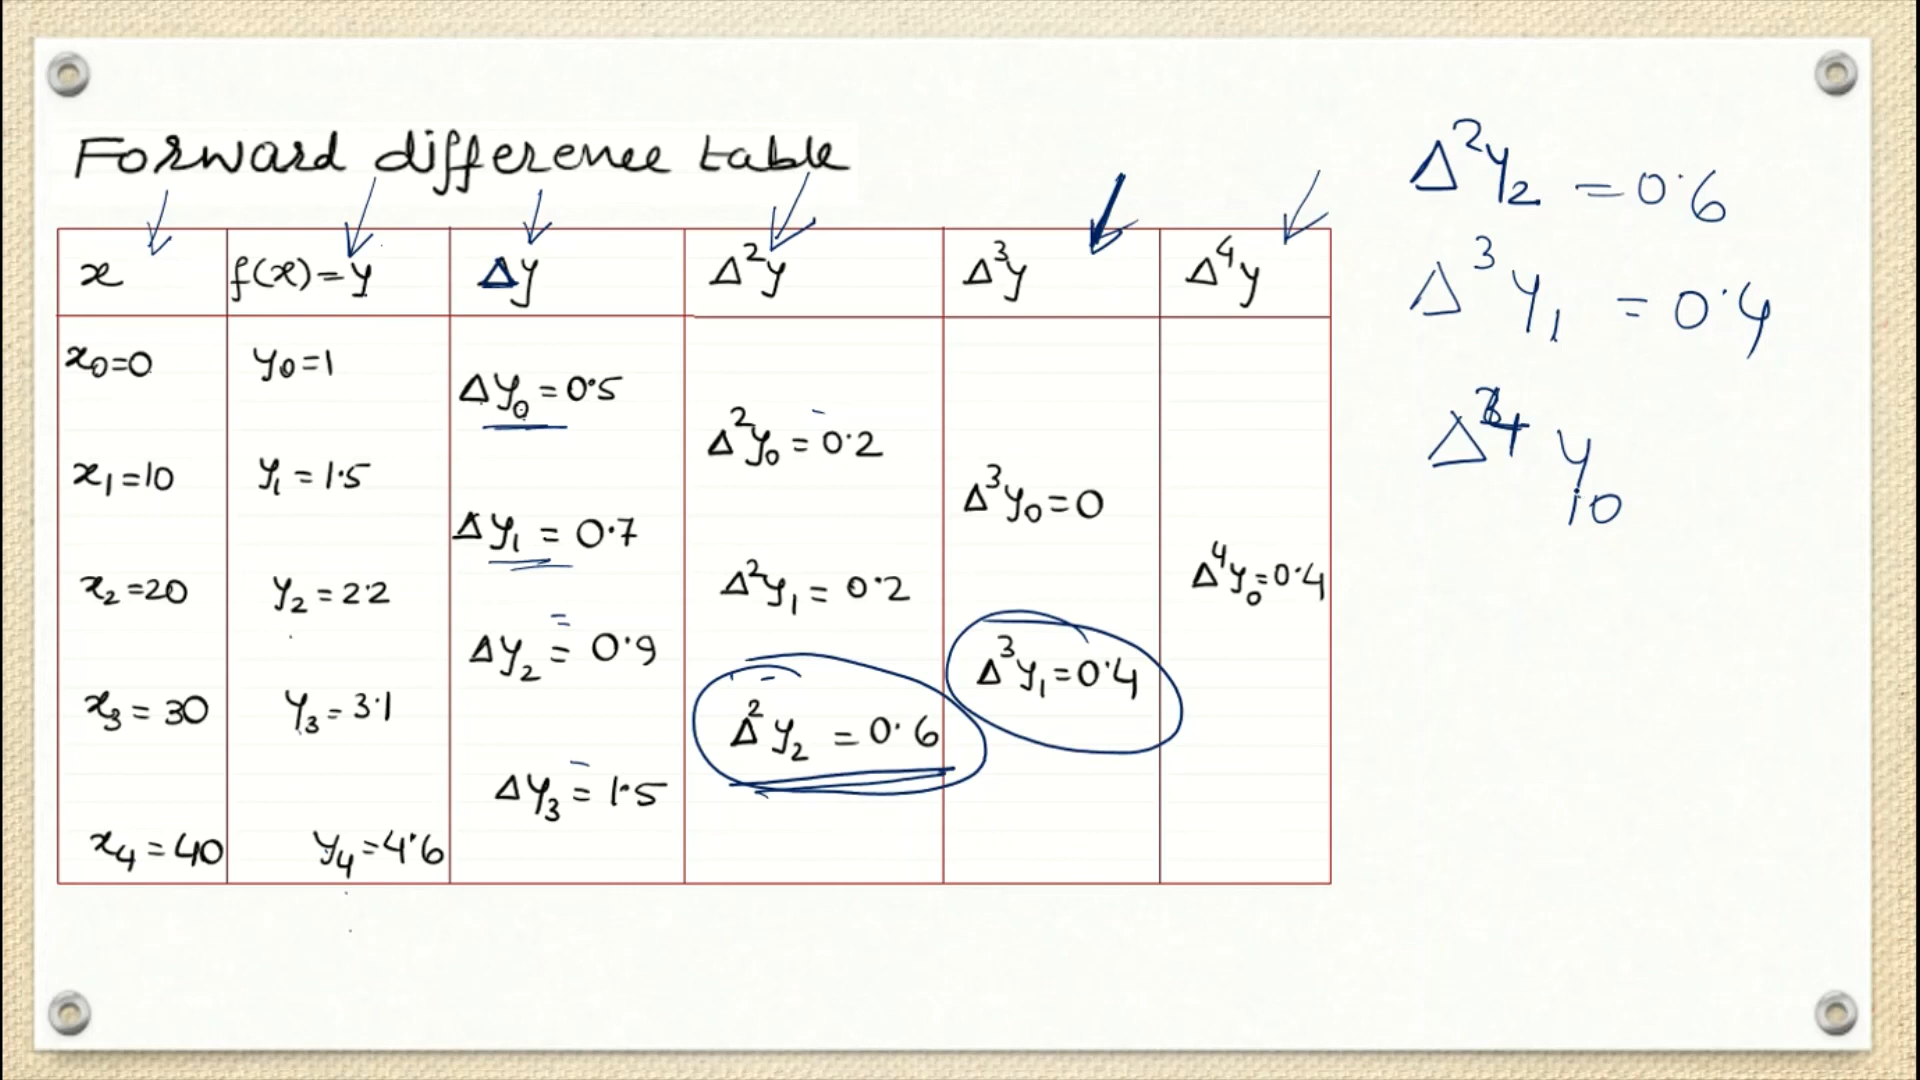 Forward difference table
x f(x)=y Δy Δ²y Δ³y Δ⁴y
x₀=0 y₀=1
Δy₀=0.5
Δ²y₀=0.2
x₁=10 y₁=1.5
Δ³y₀=0
Δy₁=0.7
x₂=20 y₂=2.2
Δ²y₁=0.2
Δ⁴y₀=0.4
Δy₂=0.9
Δ³y₁=0.4
x₃=30 y₃=3.1
Δ²y₂=0.6
Δy₃=1.5
x₄=40 y₄=4.6
Δ²y₂=0.6
Δ³y₁=0.4
Δ⁴y₁₀